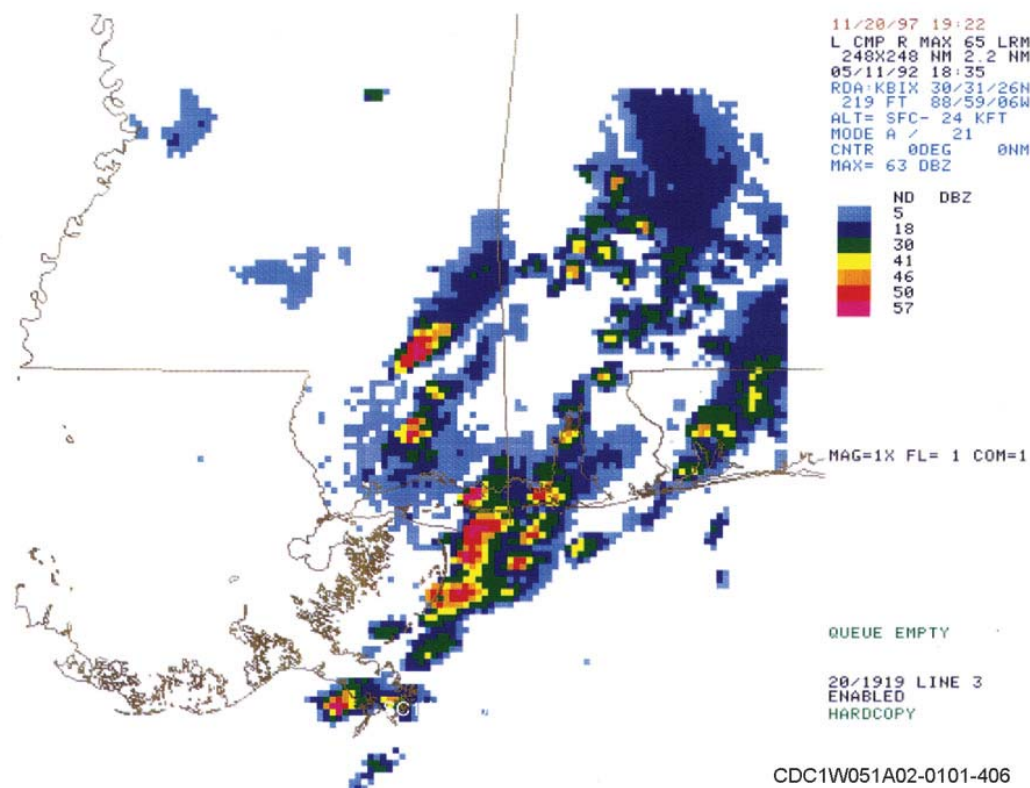 11/20/97 19:22
L CMP R MAX 65 LRM
248X248 NM 2.2 NM
05/11/92 18:35
RDA:KBIX 30/31/26N
219 FT 88/59/06W
ALT= SFC- 24 KFT
MODE A / 21
CNTR 0DEG 0NM
MAX= 63 DBZ
ND DBZ
5
18
30
41
46
50
57
MAG=1X FL= 1 COM=1
QUEUE EMPTY
20/1919 LINE 3
ENABLED
HARDCOPY
CDC1W051A02-0101-406